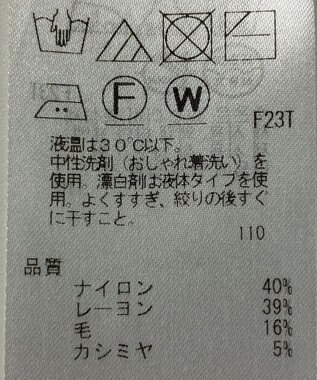 F W
F23T
液温は30℃以下。
中性洗剤(おしゃれ着洗い)を
使用。漂白剤は液体タイプを使
用。よくすすぎ、絞りの後すぐ
に干すこと。
110
品質
ナイロン 40%
レーヨン 39%
毛 16%
カシミヤ 5%